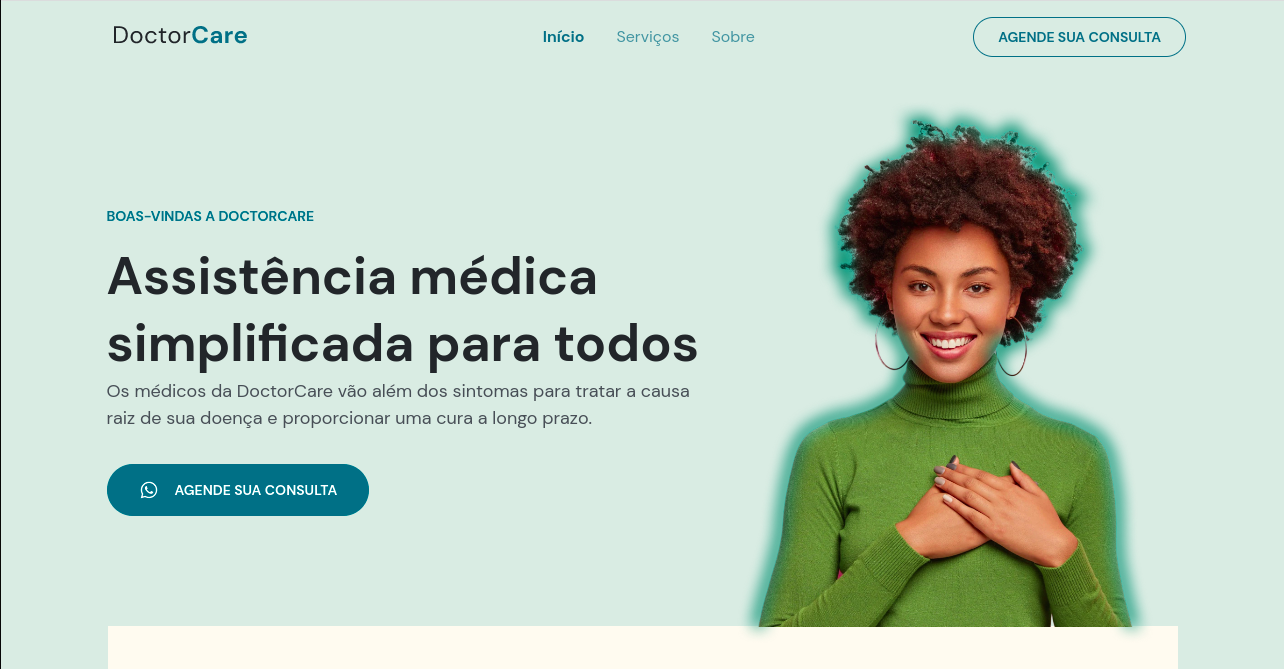 DoctorCare
Início
Serviços
Sobre
AGENDE SUA CONSULTA
BOAS-VINDAS A DOCTORCARE
Assistência médica
simplificada para todos
Os médicos da DoctorCare vão além dos sintomas para tratar a causa
raiz de sua doença e proporcionar uma cura a longo prazo.
AGENDE SUA CONSULTA